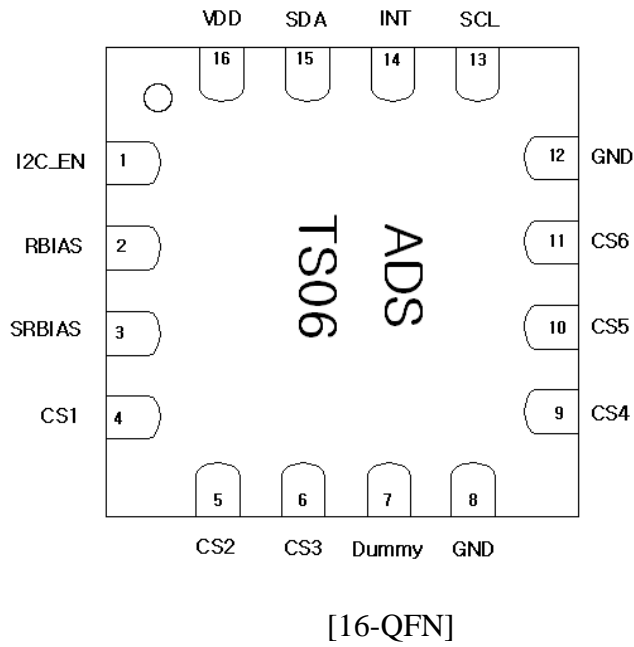 VDD SDA INT SCL
16 15 14 13
I2C_EN 1
12 GND
RBIAS 2
11 CS6
SRBIAS 3
10 CS5
CS1 4
9 CS4
ADS
TS06
5 6 7 8
CS2 CS3 Dummy GND
[16-QFN]